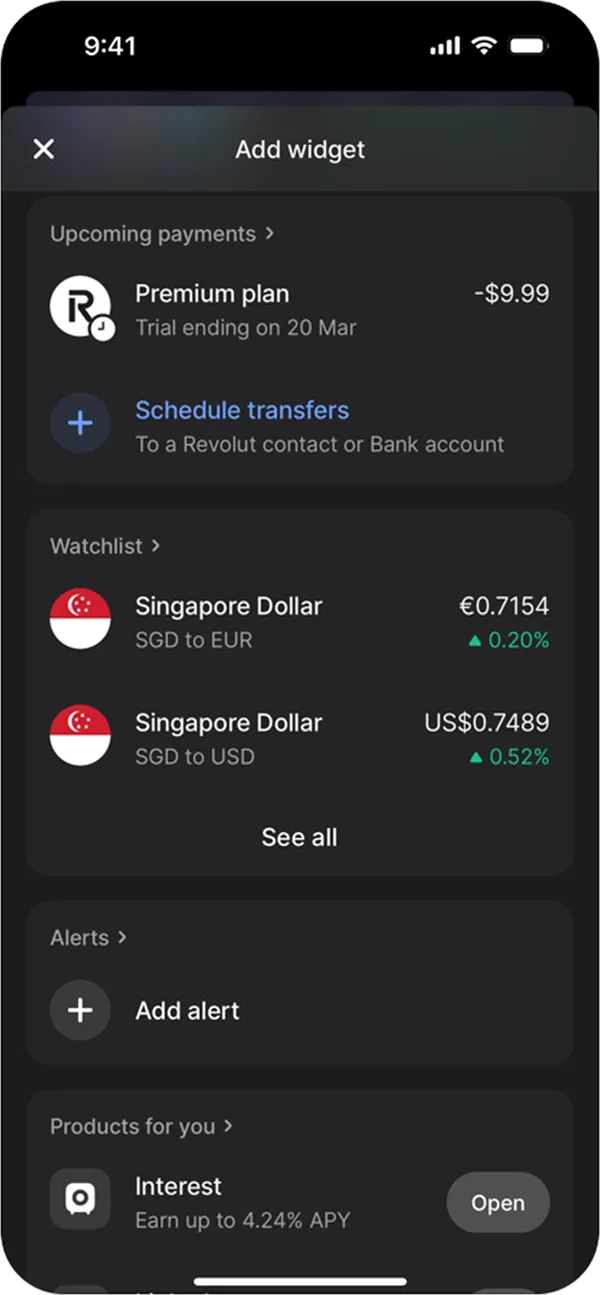 9:41
Add widget
Upcoming payments >
Premium plan -$9.99
Trial ending on 20 Mar
Schedule transfers
To a Revolut contact or Bank account
Watchlist >
Singapore Dollar €0.7154
SGD to EUR ▲ 0.20%
Singapore Dollar US$0.7489
SGD to USD ▲ 0.52%
See all
Alerts >
Add alert
Products for you >
Interest
Earn up to 4.24% APY
Open